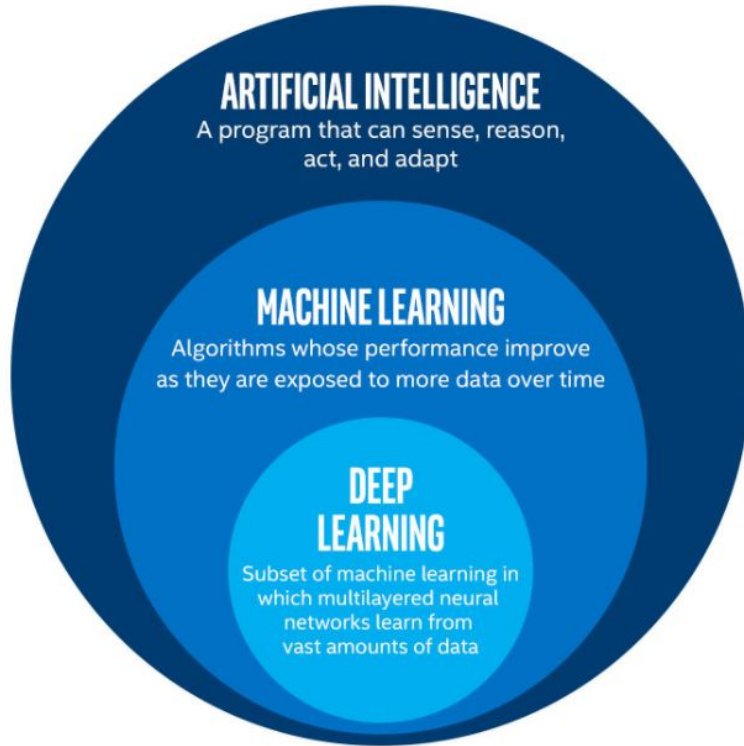 ARTIFICIAL INTELLIGENCE
A program that can sense, reason,
act, and adapt
MACHINE LEARNING
Algorithms whose performance improve
as they are exposed to more data over time
DEEP
LEARNING
Subset of machine learning in
which multilayered neural
networks learn from
vast amounts of data